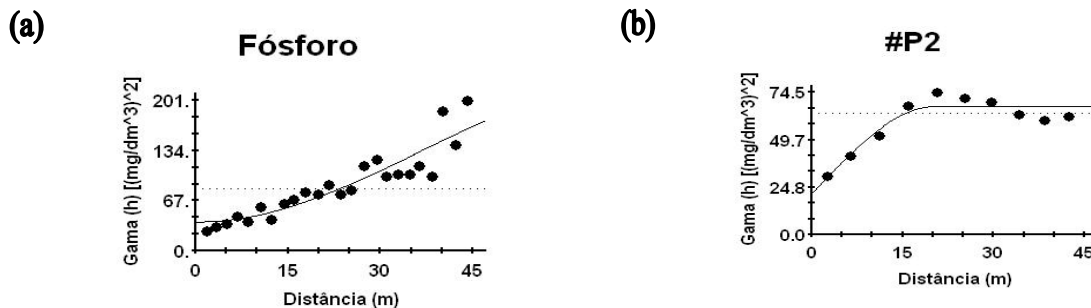 (a)
Fósforo
Gama (h) [(mg/dm^3)^2]
201.
134.
67.
0.
0 15 30 45
Distância (m)
(b)
#P2
Gama (h) [(mg/dm^3)^2]
74.5
49.7
24.8
0.0
0 15 30 45
Distância (m)